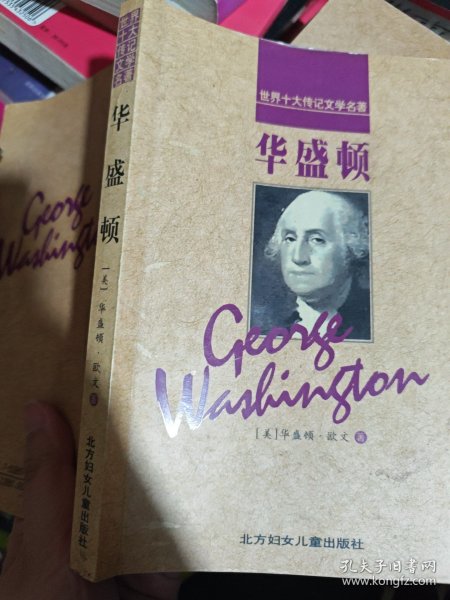 世界十大传记
文学名著
华盛顿
[美]华盛顿·欧文 著
北方妇女儿童出版社
世界十大传记文学名著
华盛顿
George
Washington
[美]华盛顿·欧文 著
北方妇女儿童出版社
George
Washington
孔夫子旧书网
www.kongfz.com